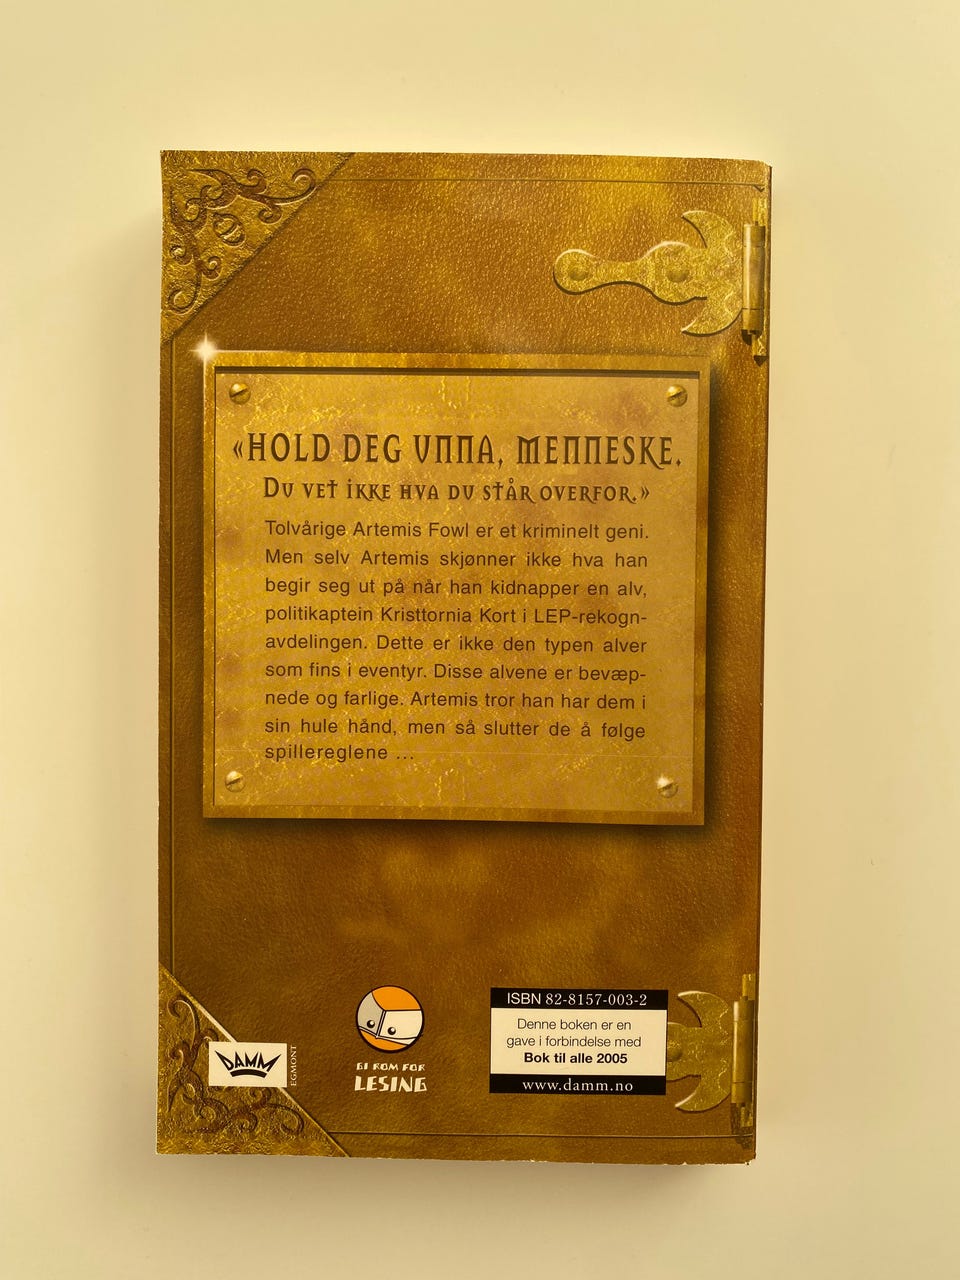 «HOLD DEG UNNA, MENNESKE.
DU VET IKKE HVA DU STÅR OVERFOR.»
Tolvårige Artemis Fowl er et kriminelt geni.
Men selv Artemis skjønner ikke hva han
begir seg ut på når han kidnapper en alv,
politikaptein Kristtornia Kort i LEP-rekogn-
avdelingen. Dette er ikke den typen alver
som fins i eventyr. Disse alvene er bevæp-
nede og farlige. Artemis tror han har dem i
sin hule hånd, men så slutter de å følge
spillereglene ...
DAMM
EGMONT
GI ROM FOR
LESING
ISBN 82-8157-003-2
Denne boken er en
gave i forbindelse med
Bok til alle 2005
www.damm.no